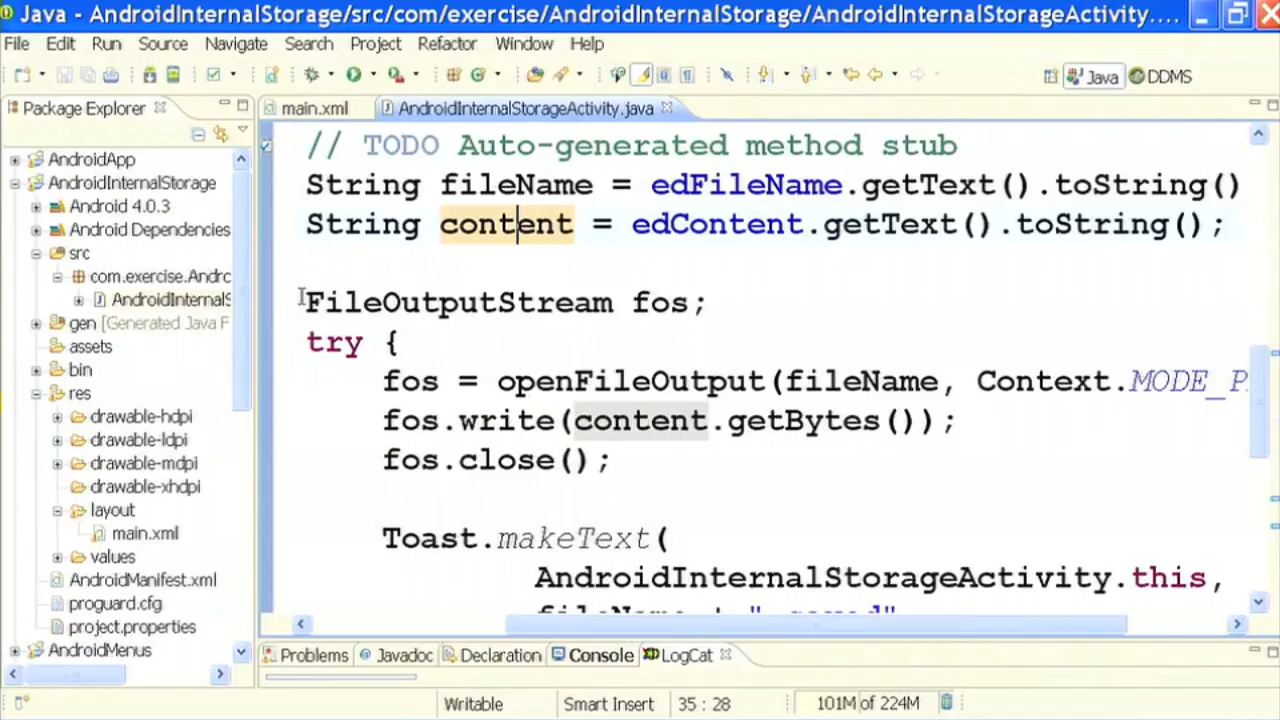 Java - AndroidInternalStorage/src/com/exercise/AndroidInternalStorage/AndroidInternalStorageActivity....
File Edit Run Source Navigate Search Project Refactor Window Help
Java DDMS
Package Explorer
main.xml AndroidInternalStorageActivity.java
AndroidApp
AndroidInternalStorage
Android 4.0.3
Android Dependencies
src
com.exercise.Andrc
AndroidInternalS
gen [Generated Java F
assets
bin
res
drawable-hdpi
drawable-ldpi
drawable-mdpi
drawable-xhdpi
layout
main.xml
values
AndroidManifest.xml
proguard.cfg
project.properties
AndroidMenus
// TODO Auto-generated method stub
String fileName = edFileName.getText().toString()
String content = edContent.getText().toString();
FileOutputStream fos;
try {
fos = openFileOutput(fileName, Context.MODE_P
fos.write(content.getBytes());
fos.close();
Toast.makeText(
AndroidInternalStorageActivity.this,
Problems Javadoc Declaration Console LogCat
Writable Smart Insert 35 : 28 101M of 224M